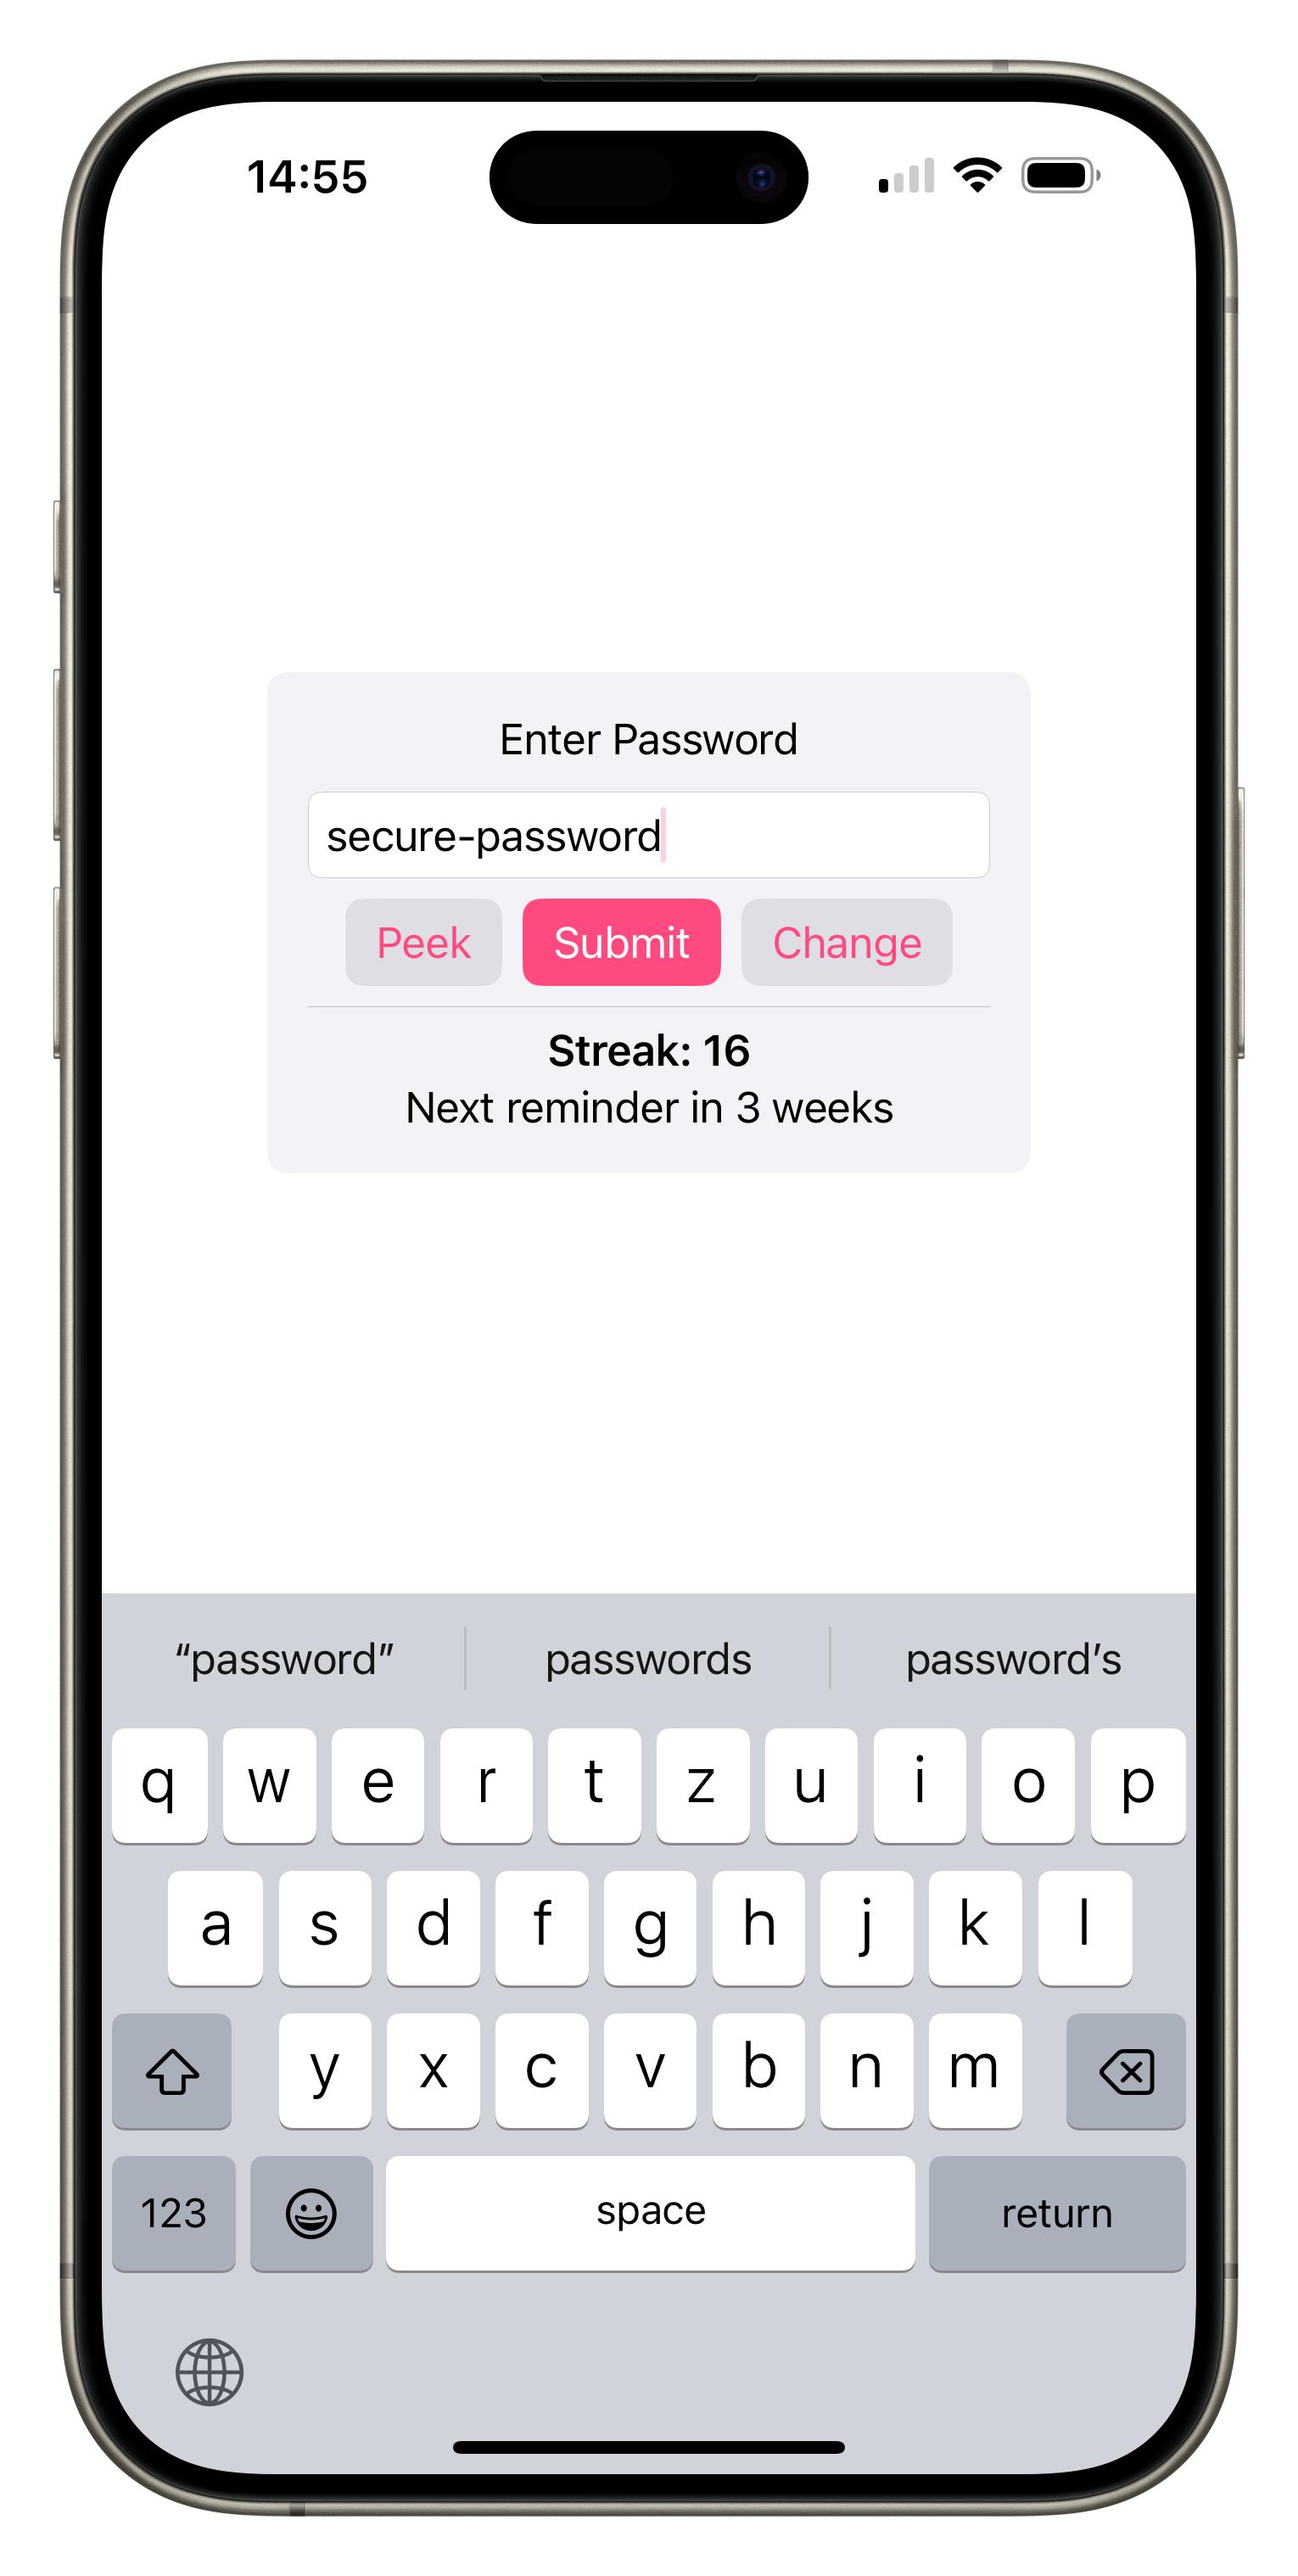 14:55
Enter Password
secure-password
Peek Submit Change
Streak: 16
Next reminder in 3 weeks
“password” passwords password’s
q w e r t z u i o p
a s d f g h j k l
y x c v b n m
123 space return